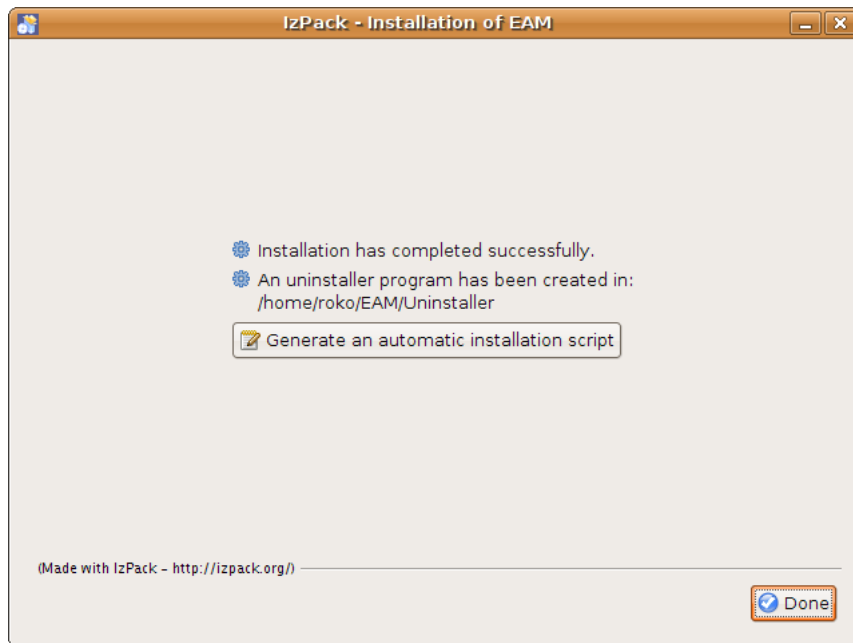 IzPack - Installation of EAM
Installation has completed successfully.
An uninstaller program has been created in:
/home/roko/EAM/Uninstaller
Generate an automatic installation script
(Made with IzPack - http://izpack.org/)
Done